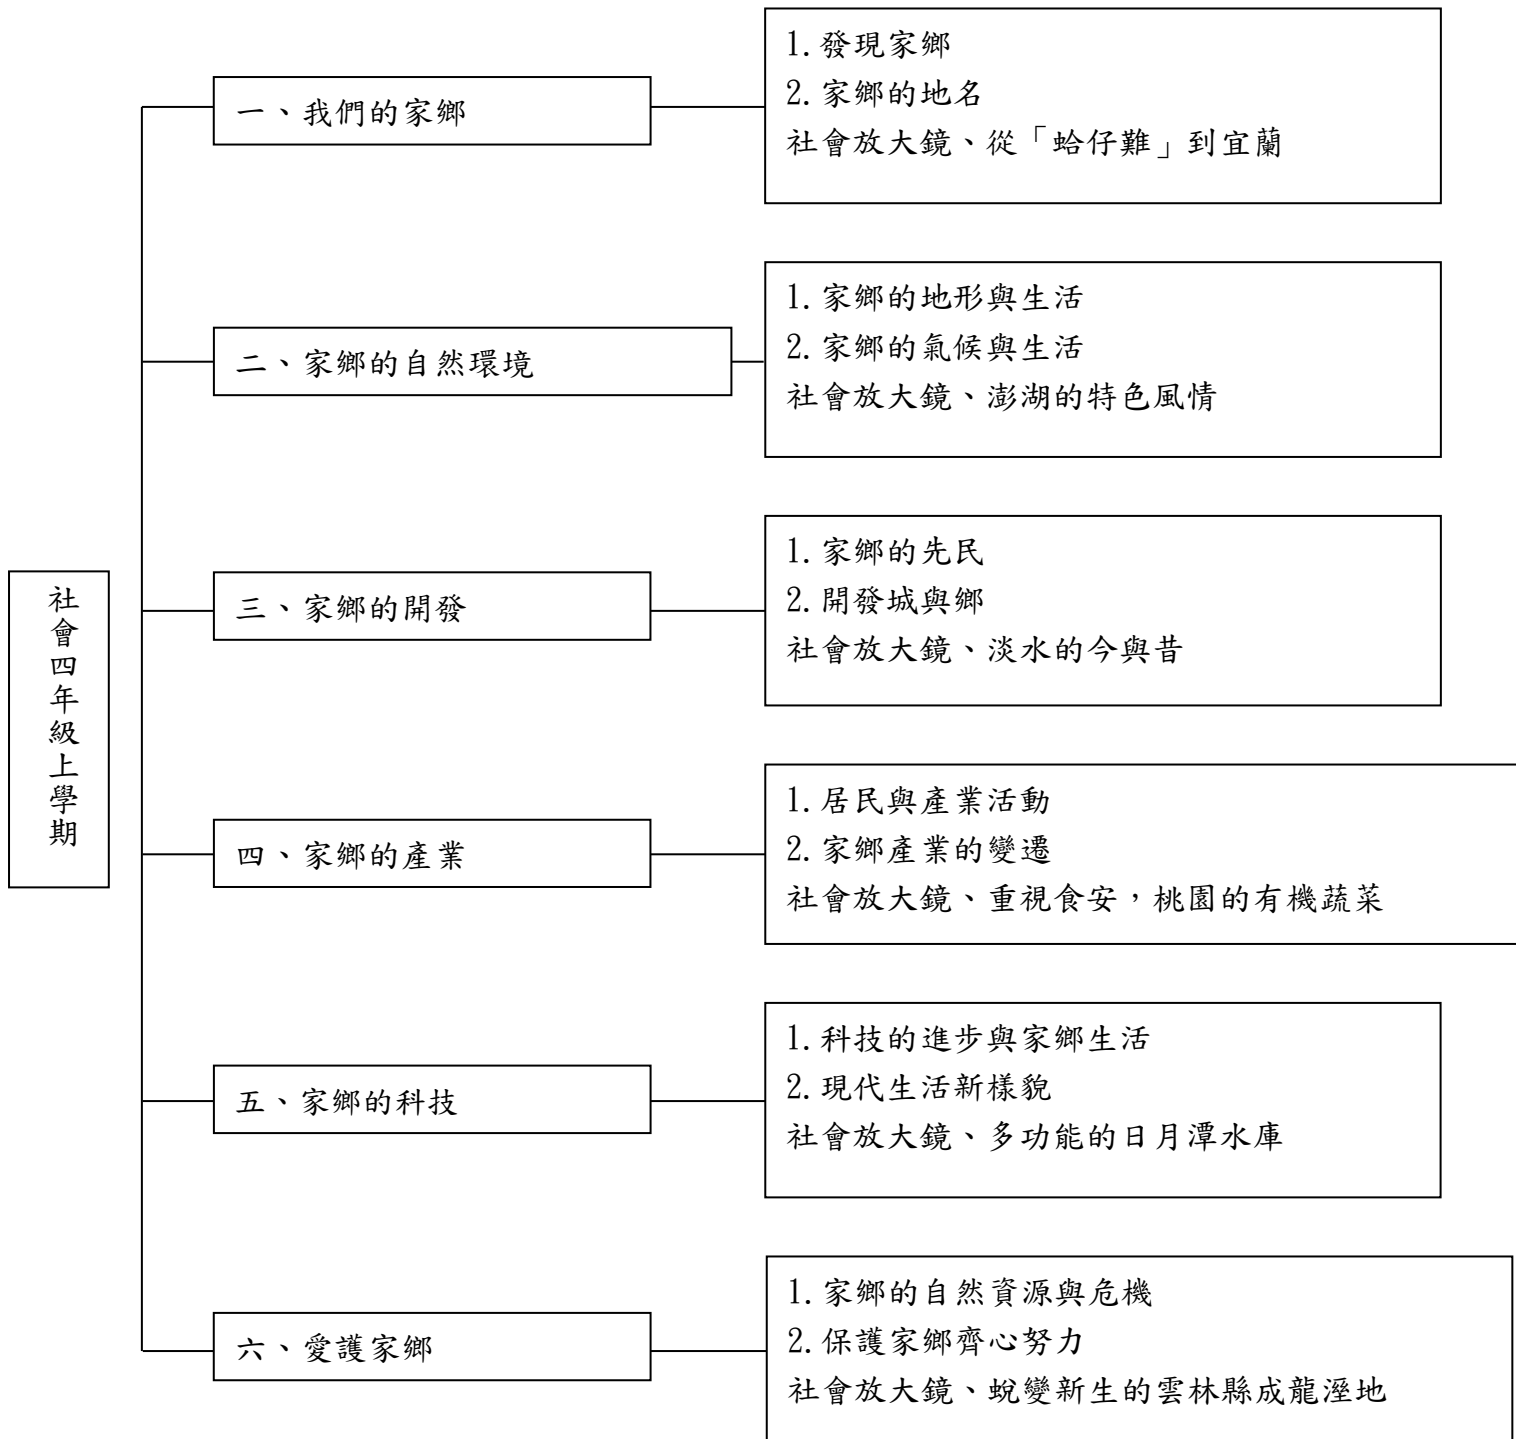 社會四年級上學期
一、我們的家鄉
1.發現家鄉
2.家鄉的地名
社會放大鏡、從「蛤仔難」到宜蘭
二、家鄉的自然環境
1.家鄉的地形與生活
2.家鄉的氣候與生活
社會放大鏡、澎湖的特色風情
三、家鄉的開發
1.家鄉的先民
2.開發城與鄉
社會放大鏡、淡水的今與昔
四、家鄉的產業
1.居民與產業活動
2.家鄉產業的變遷
社會放大鏡、重視食安，桃園的有機蔬菜
五、家鄉的科技
1.科技的進步與家鄉生活
2.現代生活新樣貌
社會放大鏡、多功能的日月潭水庫
六、愛護家鄉
1.家鄉的自然資源與危機
2.保護家鄉齊心努力
社會放大鏡、蛻變新生的雲林縣成龍溼地